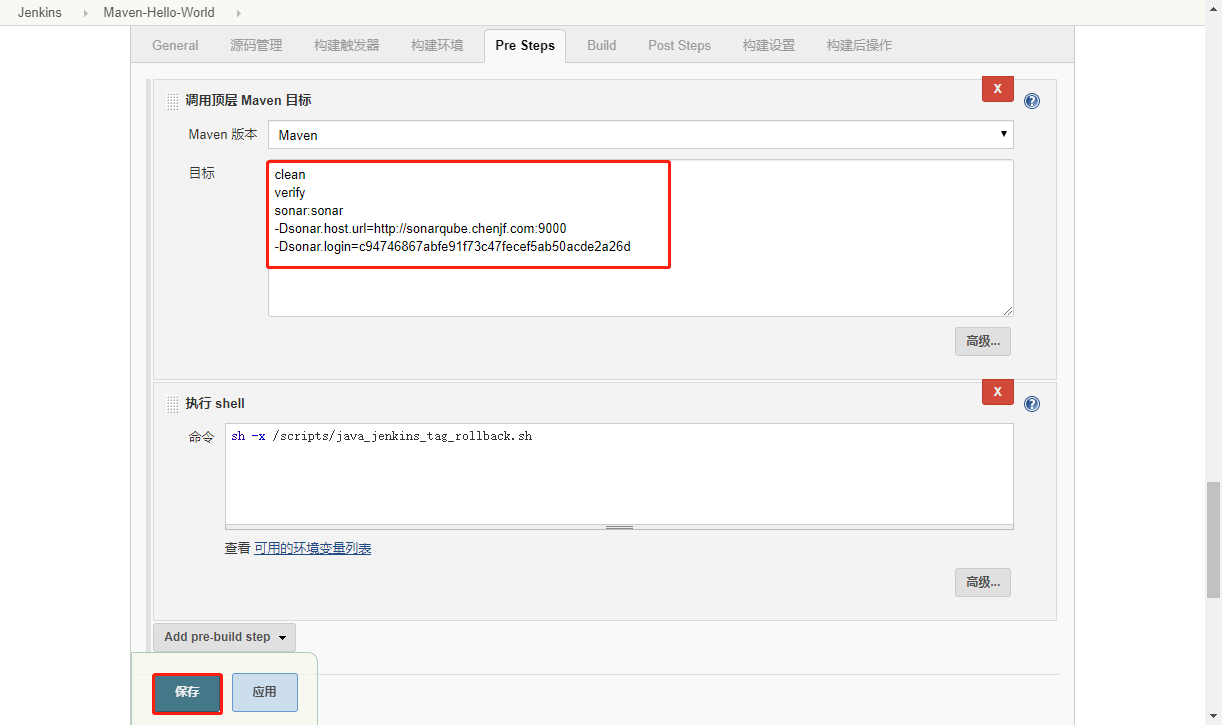 Jenkins Maven-Hello-World
General 源码管理 构建触发器 构建环境 Pre Steps Build Post Steps 构建设置 构建后操作
X
调用顶层 Maven 目标 ?
Maven 版本 Maven
目标
clean
verify
sonar:sonar
-Dsonar.host.url=http://sonarqube.chenjf.com:9000
-Dsonar.login=c94746867abfe91f73c47fecef5ab50acde2a26d
高级...
X
执行 shell ?
命令 sh -x /scripts/java_jenkins_tag_rollback.sh
查看 可用的环境变量列表
高级...
Add pre-build step
保存 应用